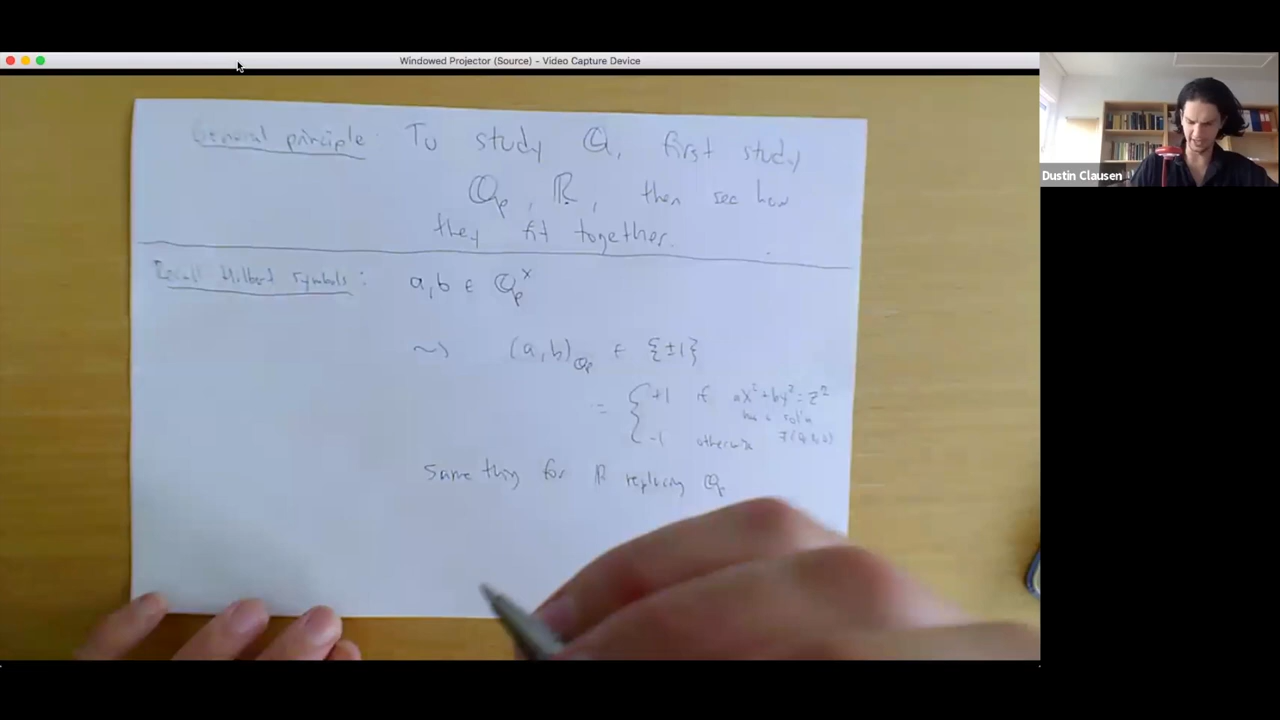 Windowed Projector (Source) - Video Capture Device
Dustin Clausen
General principle: To study ℚ, first study
ℚₚ, ℝ, then see how
they fit together.
Recall Hilbert symbols: a,b ∈ ℚₚˣ
⤳ (a,b)_ℚₚ ∈ {±1}
= { +1 if ax²+by²=z²
has a sol'n
-1 otherwise ≠(0,0,0)
Same thing for ℝ replacing ℚₚ